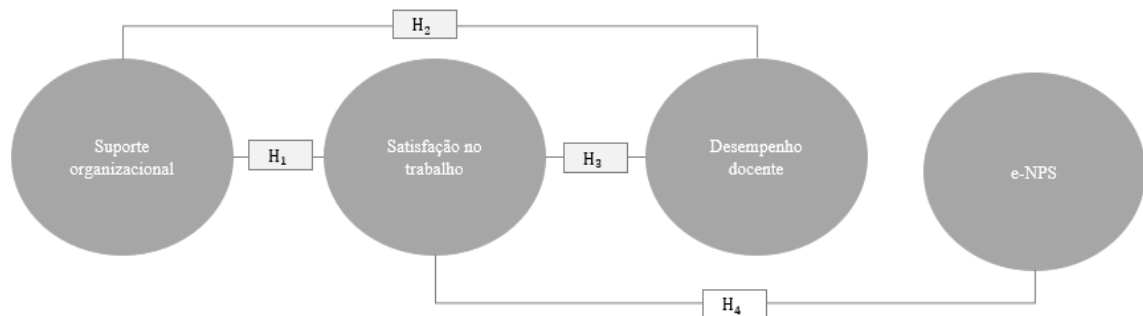 H₂
Suporte
organizacional
H₁
Satisfação no
trabalho
H₃
Desempenho
docente
e-NPS
H₄